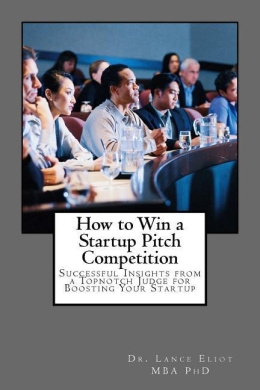 How to Win a
Startup Pitch
Competition
Successful Insights from
a Topnotch Judge for
Boosting Your Startup
Dr. Lance Eliot
MBA PhD